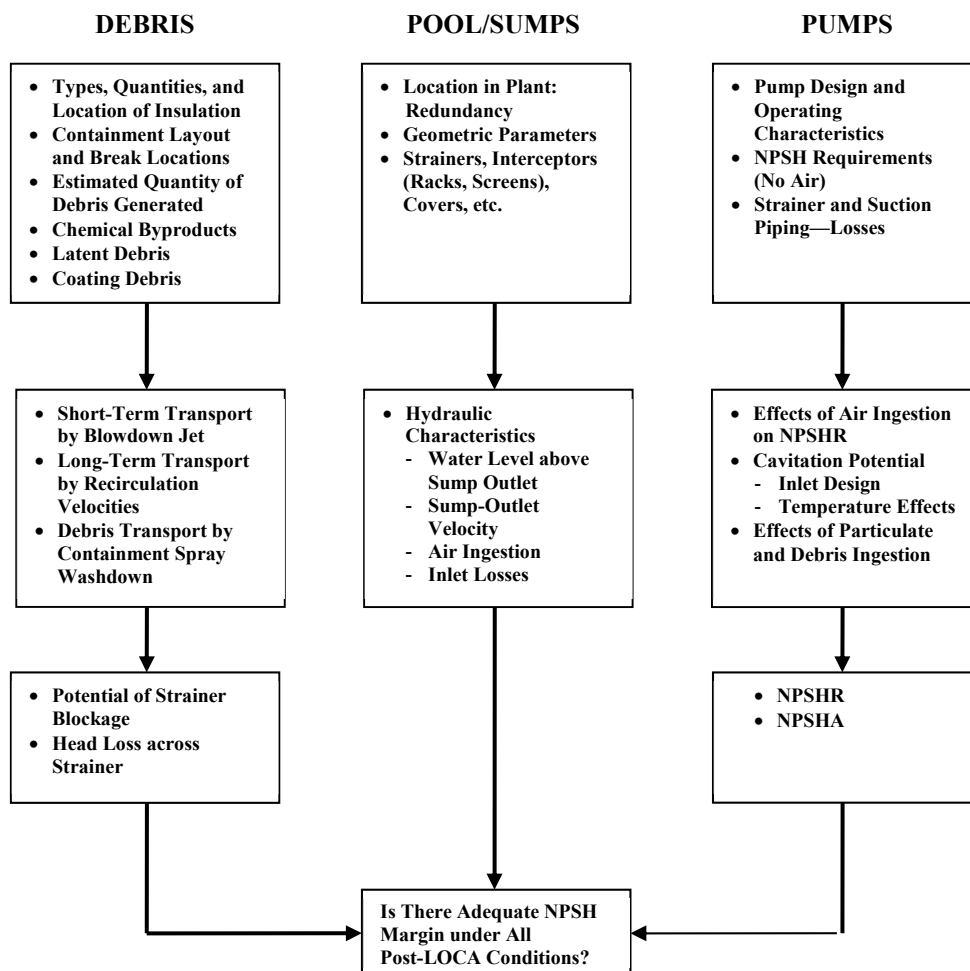 DEBRIS
POOL/SUMPS
PUMPS
• Types, Quantities, and
Location of Insulation
• Containment Layout
and Break Locations
• Estimated Quantity of
Debris Generated
• Chemical Byproducts
• Latent Debris
• Coating Debris
• Location in Plant:
Redundancy
• Geometric Parameters
• Strainers, Interceptors
(Racks, Screens),
Covers, etc.
• Pump Design and
Operating
Characteristics
• NPSH Requirements
(No Air)
• Strainer and Suction
Piping—Losses
• Short-Term Transport
by Blowdown Jet
• Long-Term Transport
by Recirculation
Velocities
• Debris Transport by
Containment Spray
Washdown
• Hydraulic
Characteristics
- Water Level above
Sump Outlet
- Sump-Outlet
Velocity
- Air Ingestion
- Inlet Losses
• Effects of Air Ingestion
on NPSHR
• Cavitation Potential
- Inlet Design
- Temperature Effects
• Effects of Particulate
and Debris Ingestion
• Potential of Strainer
Blockage
• Head Loss across
Strainer
• NPSHR
• NPSHA
Is There Adequate NPSH
Margin under All
Post-LOCA Conditions?